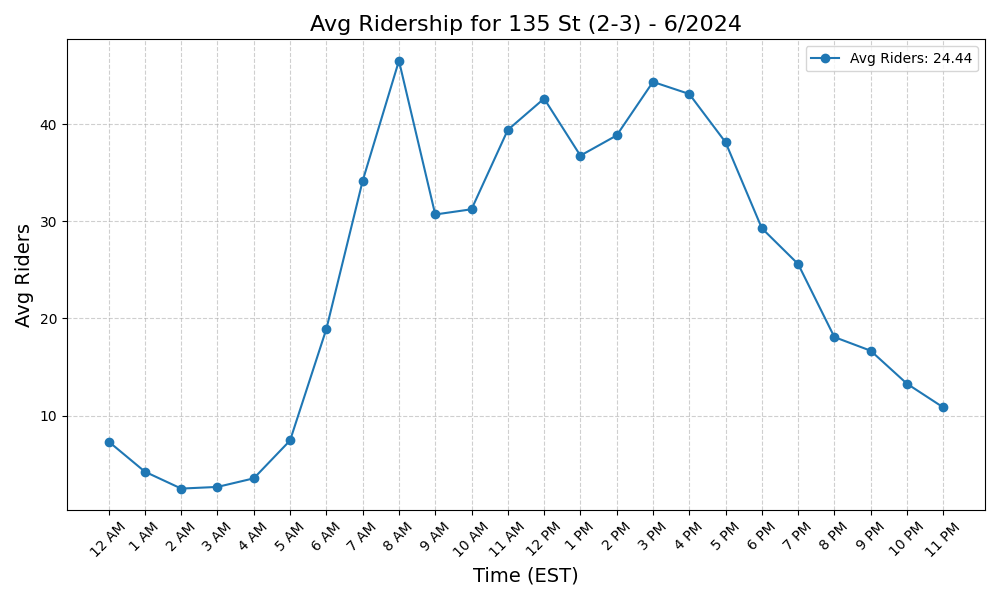 Avg Ridership for 135 St (2-3) - 6/2024
Avg Riders: 24.44
Avg Riders
40
30
20
10
12 AM
1 AM
2 AM
3 AM
4 AM
5 AM
6 AM
7 AM
8 AM
9 AM
10 AM
11 AM
12 PM
1 PM
2 PM
3 PM
4 PM
5 PM
6 PM
7 PM
8 PM
9 PM
10 PM
11 PM
Time (EST)